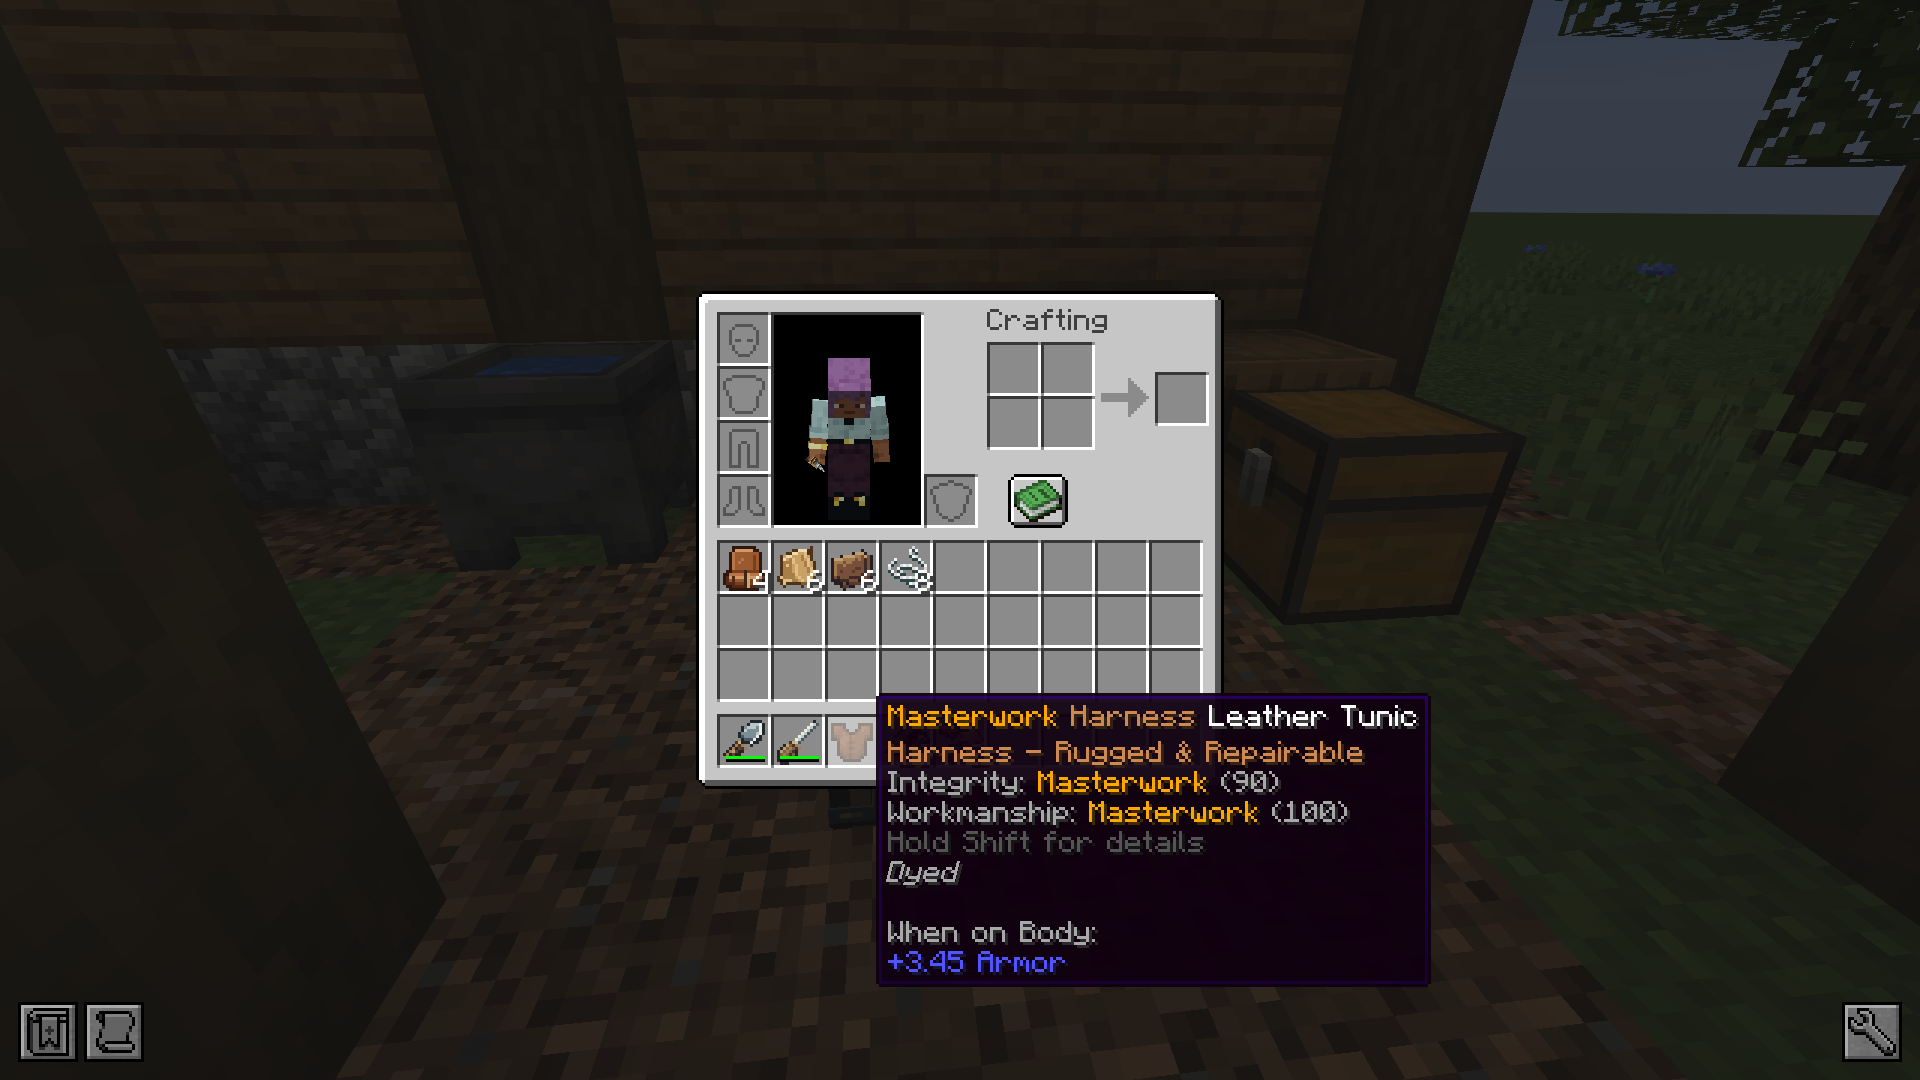 Crafting
4
Masterwork Harness Leather Tunic
Harness – Rugged & Repairable
Integrity: Masterwork (90)
Workmanship: Masterwork (100)
Hold Shift for details
Dyed
When on Body:
+3.45 Armor